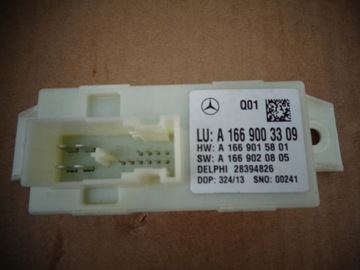 Q01
LU: A 166 900 33 09
HW: A 166 901 58 01
SW: A 166 902 08 05
DELPHI 28394826
DOP: 324/13 SNO: 00241